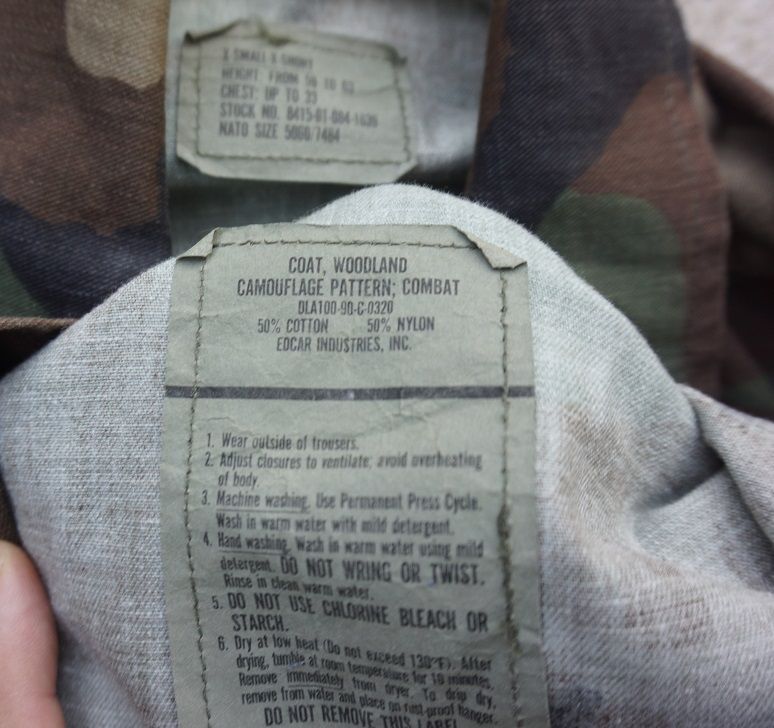 X SMALL X SHORT
HEIGHT: FROM 59 TO 63
CHEST: UP TO 33
STOCK NO. 8415-01-084-1636
NATO SIZE 5060/7484
COAT, WOODLAND
CAMOUFLAGE PATTERN; COMBAT
DLA100-90-C-0320
50% COTTON 50% NYLON
EDCAR INDUSTRIES, INC.
1. Wear outside of trousers.
2. Adjust closures to ventilate; avoid overheating
of body.
3. Machine washing. Use Permanent Press Cycle.
Wash in warm water with mild detergent.
4. Hand washing. Wash in warm water using mild
detergent. DO NOT WRING OR TWIST.
Rinse in clean warm water.
5. DO NOT USE CHLORINE BLEACH OR
STARCH.
6. Dry at low heat (Do not exceed 130°F). After
drying, tumble at room temperature for 10 minutes.
Remove immediately from dryer. To drip dry,
remove from water and place on rust-proof hanger.
DO NOT REMOVE THIS LABEL